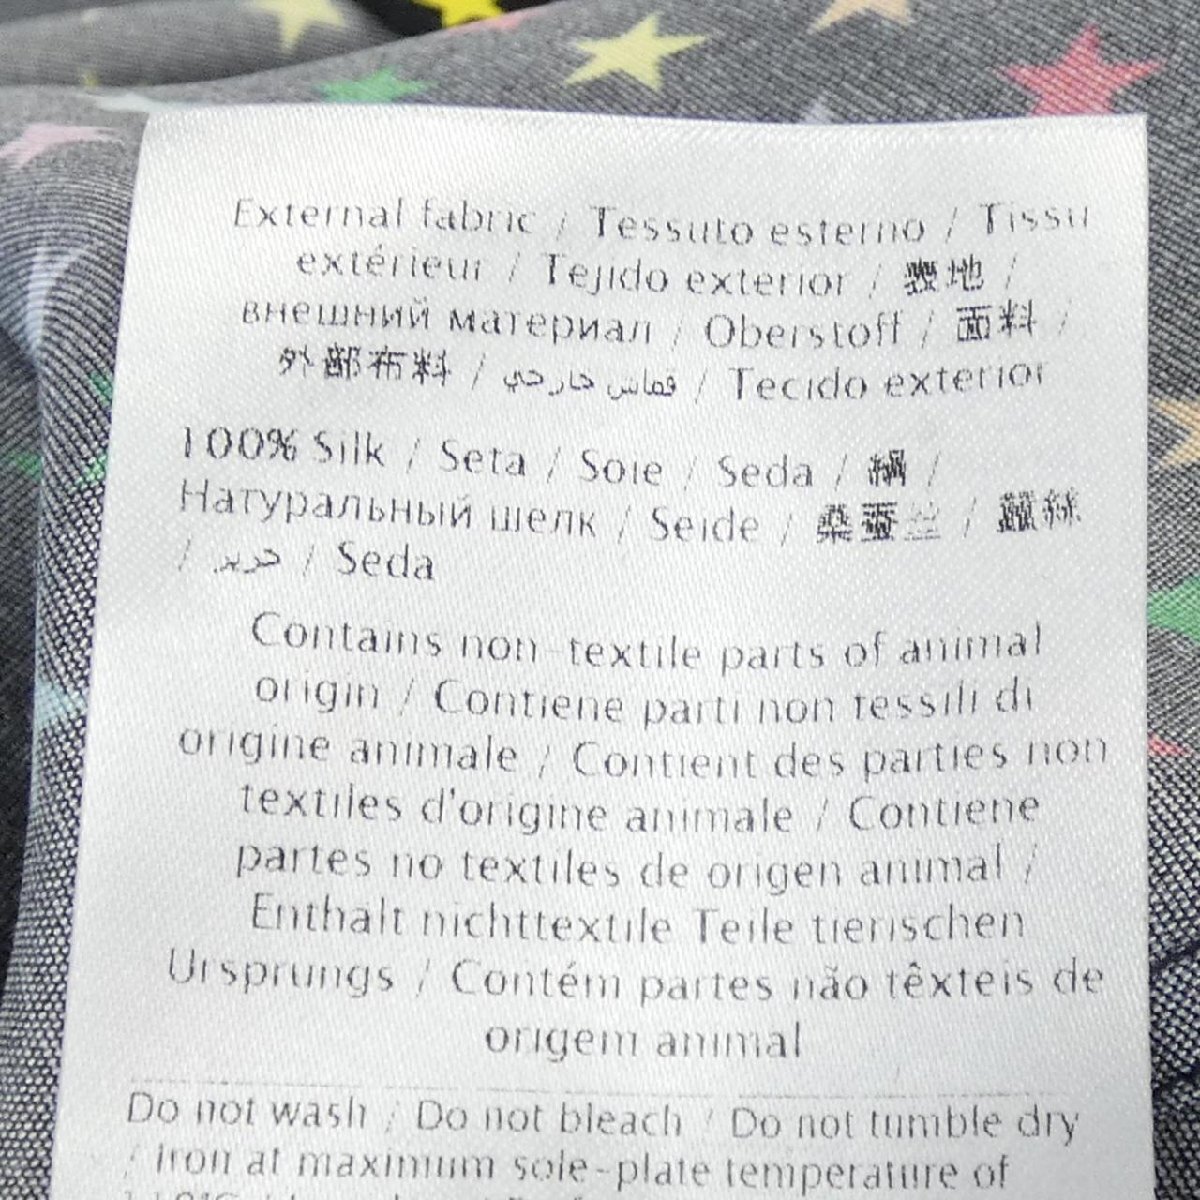 External fabric / Tessuto esterno / Tissu
extérieur / Tejido exterior / 表地 /
внешний материал / Oberstoff / 面料 /
外部布料 / قماش خارجي / Tecido exterior
100% Silk / Seta / Soie / Seda / 絹 /
Натуральный шелк / Seide / 桑蚕丝 / 蠶絲
/ حرير / Seda
Contains non-textile parts of animal
origin / Contiene parti non tessili di
origine animale / Contient des parties non
textiles d'origine animale / Contiene
partes no textiles de origen animal /
Enthalt nichttextile Teile tierischen
Ursprungs / Contém partes não têxteis de
origem animal
Do not wash / Do not bleach / Do not tumble dry
/ Iron at maximum sole-plate temperature of
110°C